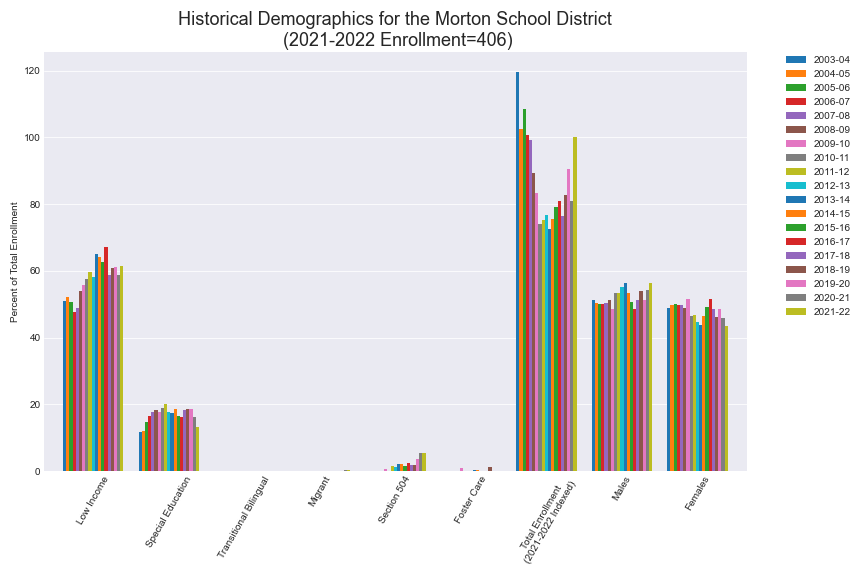 Historical Demographics for the Morton School District
(2021-2022 Enrollment=406)
Percent of Total Enrollment
120
100
80
60
40
20
0
Low Income
Special Education
Transitional Bilingual
Migrant
Section 504
Foster Care
Total Enrollment
(2021-2022 Indexed)
Males
Females
2003-04
2004-05
2005-06
2006-07
2007-08
2008-09
2009-10
2010-11
2011-12
2012-13
2013-14
2014-15
2015-16
2016-17
2017-18
2018-19
2019-20
2020-21
2021-22